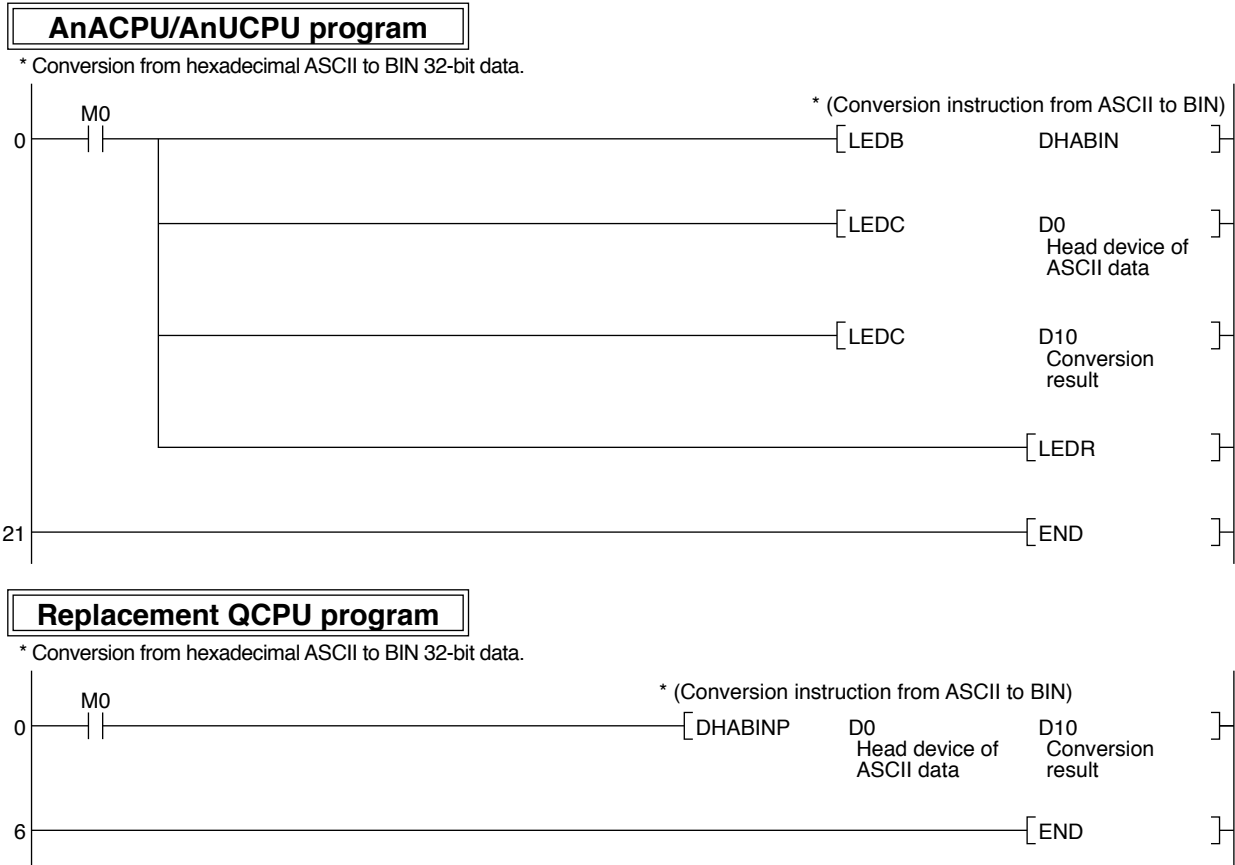 AnACPU/AnUCPU program
* Conversion from hexadecimal ASCII to BIN 32-bit data.
* (Conversion instruction from ASCII to BIN)
M0
0 LEDB DHABIN
LEDC D0
Head device of
ASCII data
LEDC D10
Conversion
result
LEDR
21 END
Replacement QCPU program
* Conversion from hexadecimal ASCII to BIN 32-bit data.
* (Conversion instruction from ASCII to BIN)
M0
0 DHABINP D0 D10
Head device of Conversion
ASCII data result
6 END